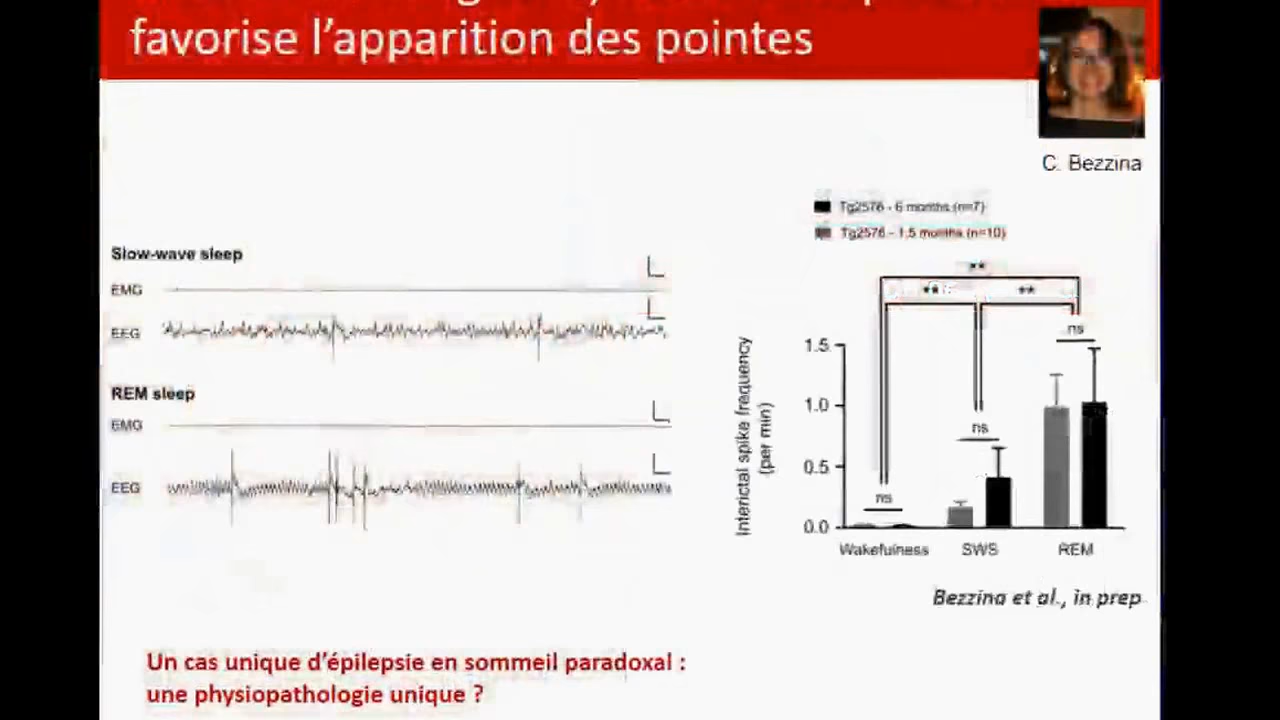 favorise l’apparition des pointes
C. Bezzina
Tg2576 - 6 months (n=7)
Tg2576 - 1.5 months (n=10)
Slow-wave sleep
EMG
EEG
REM sleep
EMG
EEG
**
**
**
ns
ns
ns
Interictal spike frequency
(per min)
1.5
1.0
0.5
0.0
Wakefulness SWS REM
Bezzina et al., in prep
Un cas unique d’épilepsie en sommeil paradoxal :
une physiopathologie unique ?